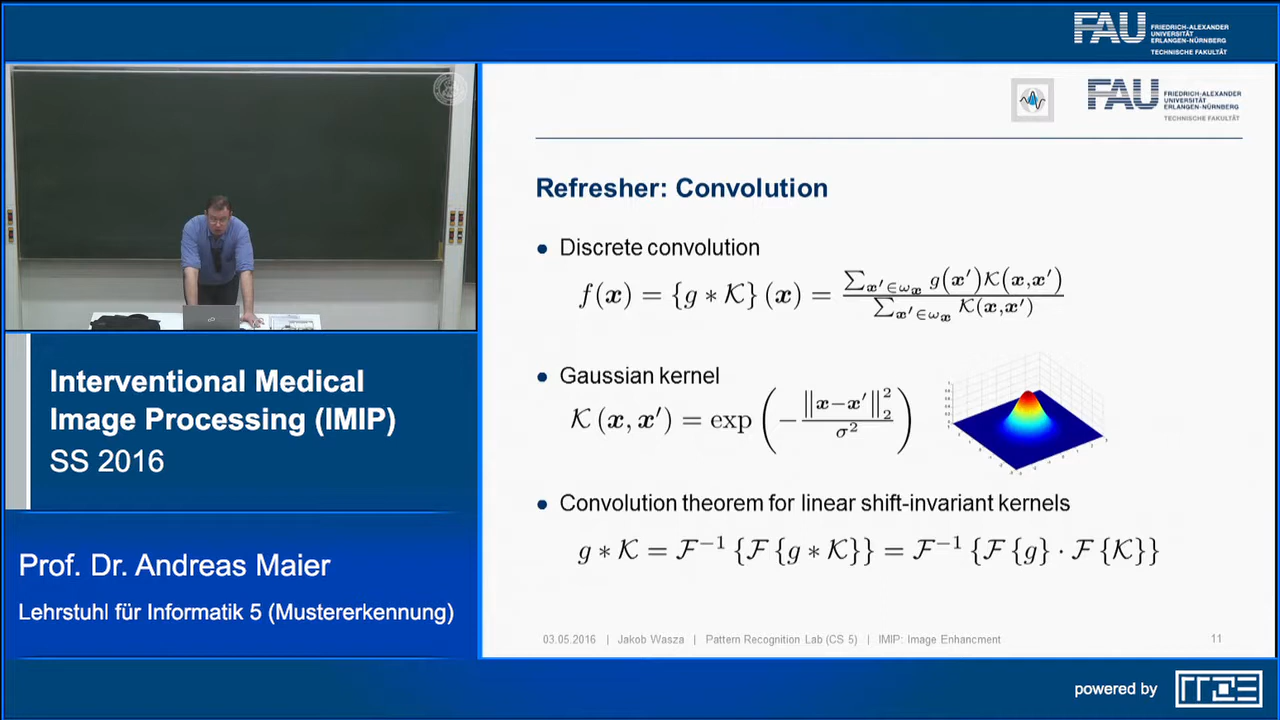 FAU
FRIEDRICH-ALEXANDER
UNIVERSITÄT
ERLANGEN-NÜRNBERG
TECHNISCHE FAKULTÄT
FAU
FRIEDRICH-ALEXANDER
UNIVERSITÄT
ERLANGEN-NÜRNBERG
TECHNISCHE FAKULTÄT
Refresher: Convolution
• Discrete convolution
f(x) = {g ∗ K} (x) = ∑x′∈ωx g(x′)K(x,x′) / ∑x′∈ωx K(x,x′)
• Gaussian kernel
K (x, x′) = exp (−‖x−x′‖₂² / σ²)
• Convolution theorem for linear shift-invariant kernels
g ∗ K = F⁻¹ {F {g ∗ K}} = F⁻¹ {F {g} · F {K}}
03.05.2016 | Jakob Wasza | Pattern Recognition Lab (CS 5) | IMIP: Image Enhancment 11
Interventional Medical
Image Processing (IMIP)
SS 2016
Prof. Dr. Andreas Maier
Lehrstuhl für Informatik 5 (Mustererkennung)
powered by